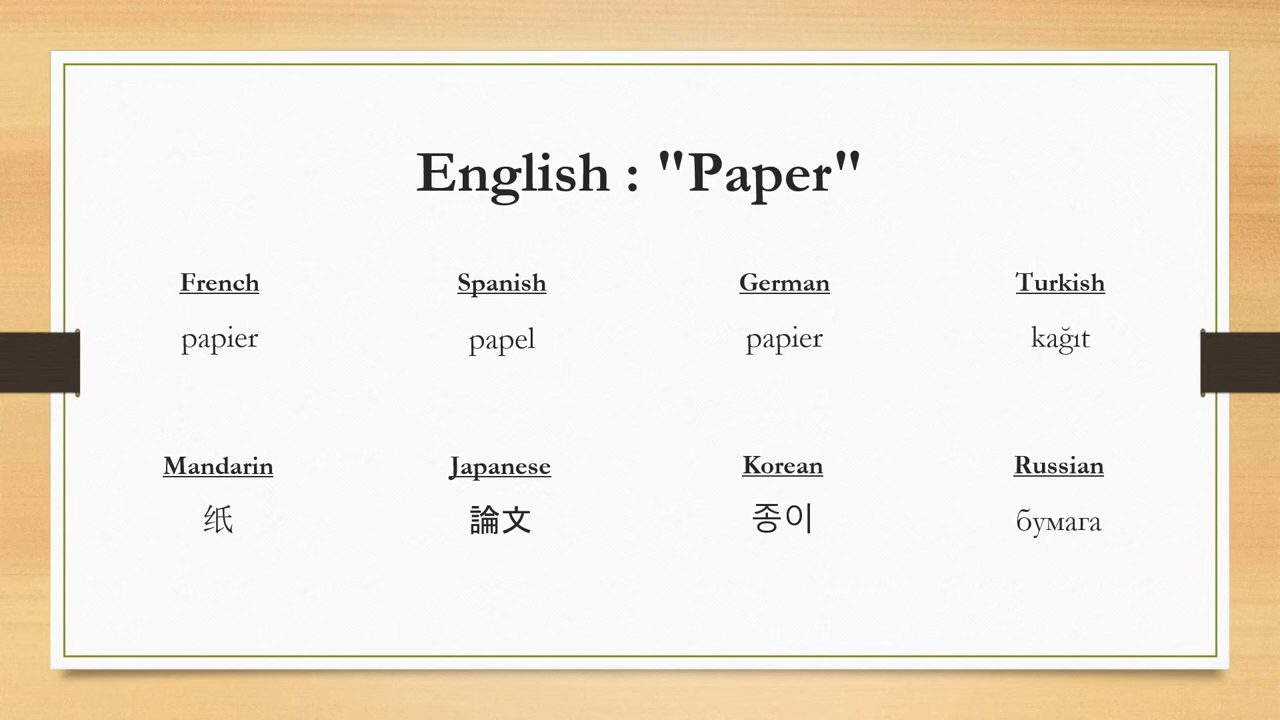 English : "Paper"
French
papier
Spanish
papel
German
papier
Turkish
kağıt
Mandarin
纸
Japanese
論文
Korean
종이
Russian
бумага